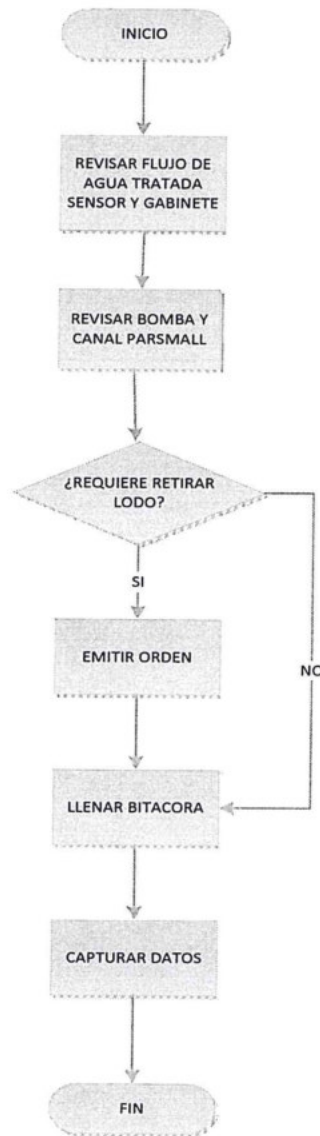 INICIO
REVISAR FLUJO DE
AGUA TRATADA
SENSOR Y GABINETE
REVISAR BOMBA Y
CANAL PARSMALL
¿REQUIERE RETIRAR
LODO?
SI
NO
EMITIR ORDEN
LLENAR BITACORA
CAPTURAR DATOS
FIN